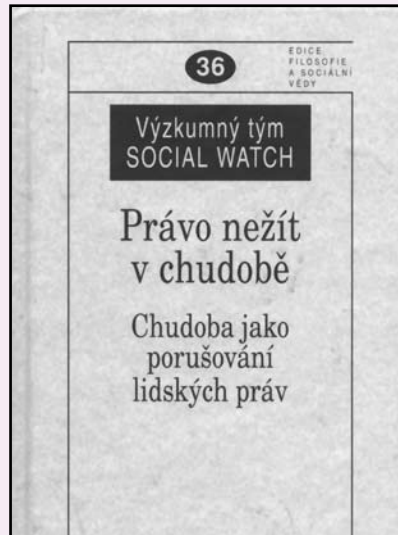 36
EDICE
FILOSOFIE
A SOCIÁLNÍ
VĚDY
Výzkumný tým
SOCIAL WATCH
Právo nežít
v chudobě
Chudoba jako
porušování
lidských práv